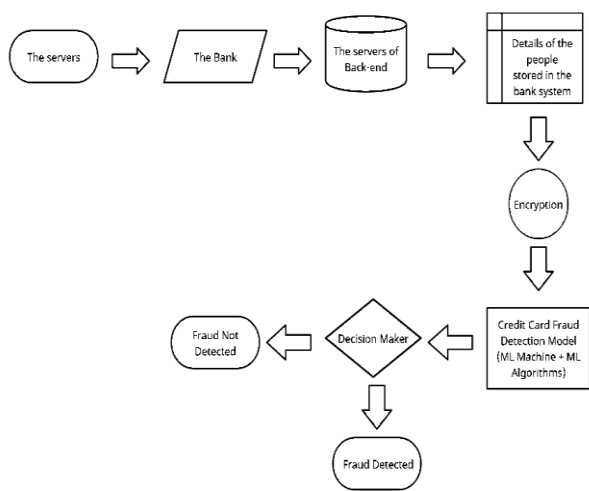 The servers
The Bank
The servers of
Back-end
Details of the
people
stored in the
bank system
Encryption
Credit Card Fraud
Detection Model
(ML Machine + ML
Algorithms)
Decision Maker
Fraud Not
Detected
Fraud Detected